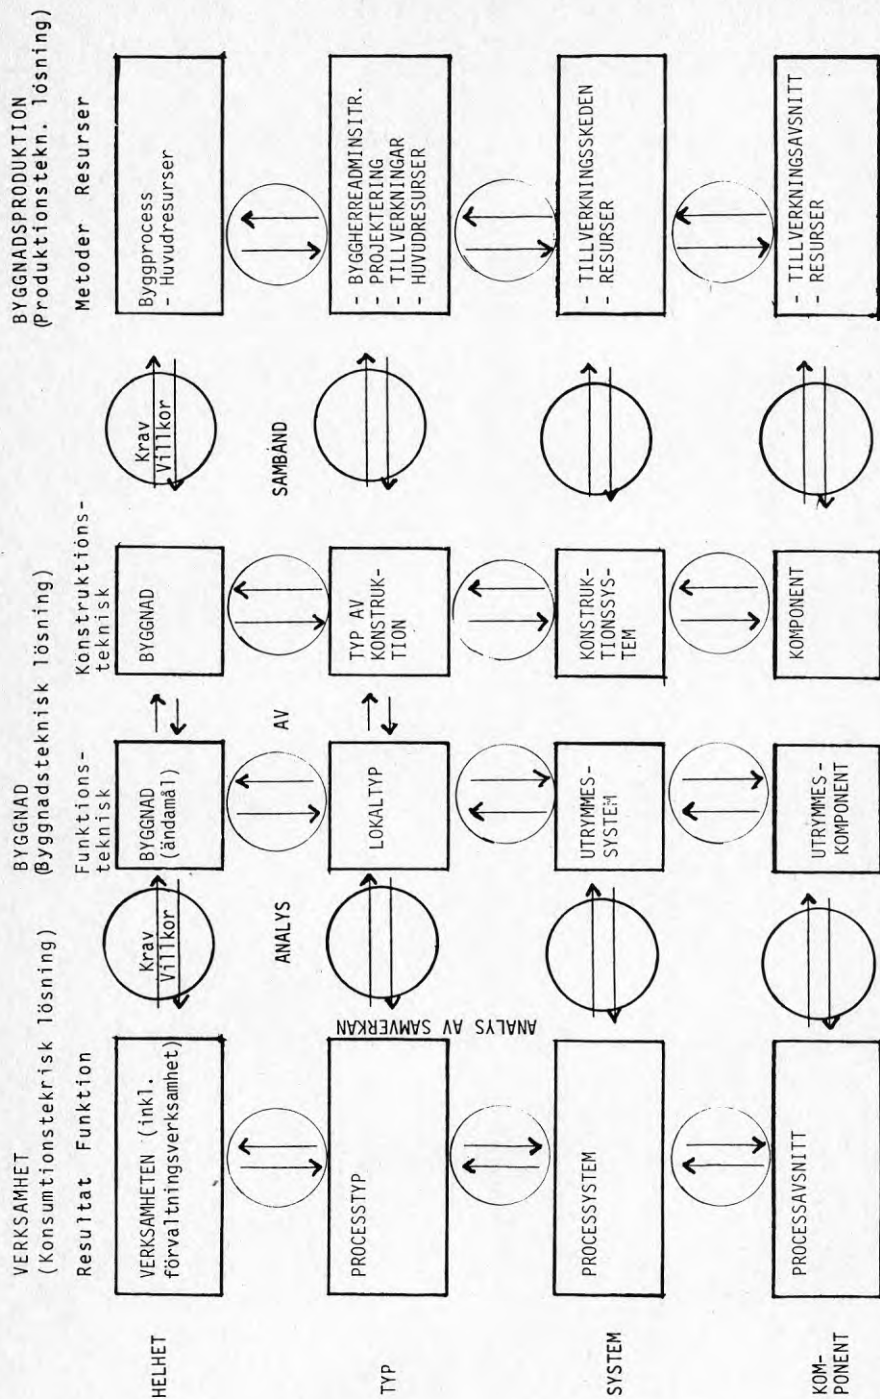 VERKSAMHET
(Konsumtionstekrisk lösning)
Resultat Funktion
BYGGNAD
(Byggnadsteknisk lösning)
Funktions-
teknisk
Konstruktions-
teknisk
BYGGNADSPRODUKTION
(Produktionstekn. lösning)
Metoder Resurser
HELHET
VERKSAMHETEN (inkl.
förvaltningsverksamhet)
Krav
Villkor
BYGGNAD
(ändamål)
BYGGNAD
Krav
Villkor
Byggprocess
- Huvudresurser
ANALYS
AV
SAMBAND
ANALYS AV SAMVERKAN
TYP
PROCESSTYP
LOKALTYP
TYP AV
KONSTRUK-
TION
- BYGGHERREADMINSITR.
- PROJEKTERING
- TILLVERKNINGAR
- HUVUDRESURSER
SYSTEM
PROCESSYSTEM
UTRYMMES-
SYSTEM
KONSTRUK-
TIONSSYS-
TEM
- TILLVERKNINGSSKEDEN
- RESURSER
KOM-
PONENT
PROCESSAVSNITT
UTRYMMES-
KOMPONENT
KOMPONENT
- TILLVERKNINGSAVSNITT
- RESURSER